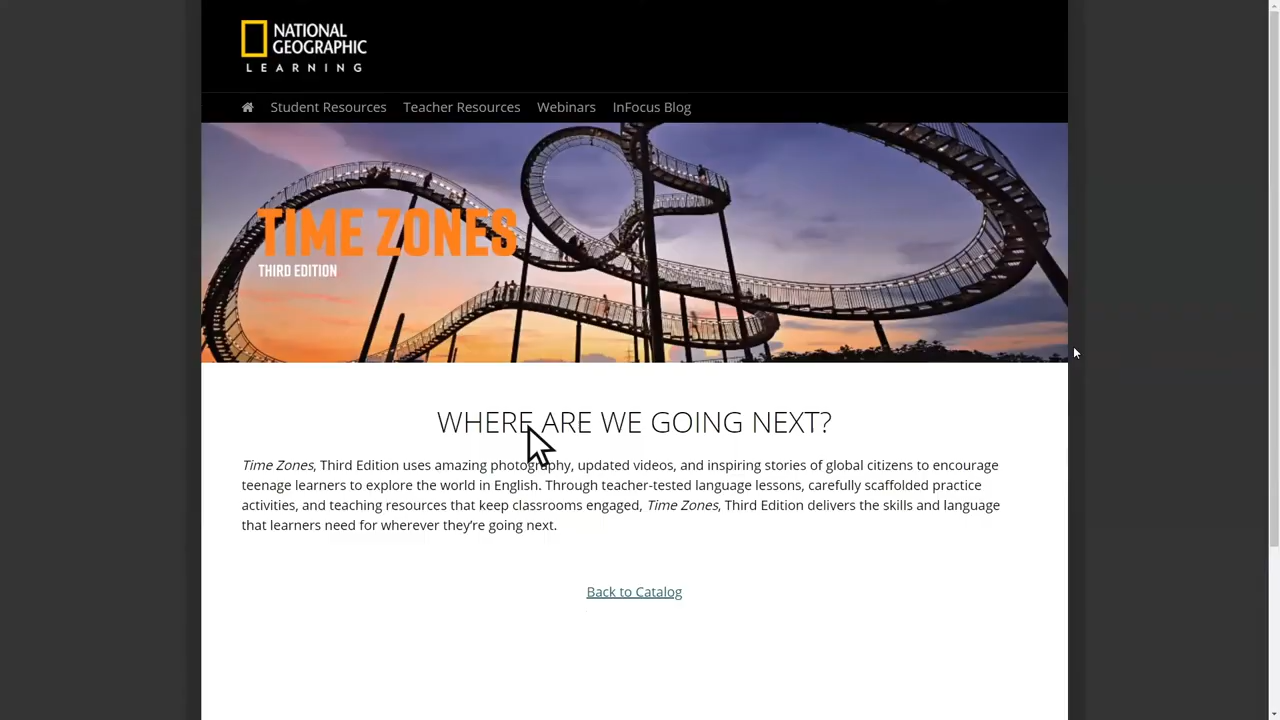 NATIONAL
GEOGRAPHIC
LEARNING
Student Resources Teacher Resources Webinars InFocus Blog
TIME ZONES
THIRD EDITION
WHERE ARE WE GOING NEXT?
Time Zones, Third Edition uses amazing photography, updated videos, and inspiring stories of global citizens to encourage
teenage learners to explore the world in English. Through teacher-tested language lessons, carefully scaffolded practice
activities, and teaching resources that keep classrooms engaged, Time Zones, Third Edition delivers the skills and language
that learners need for wherever they’re going next.
Back to Catalog